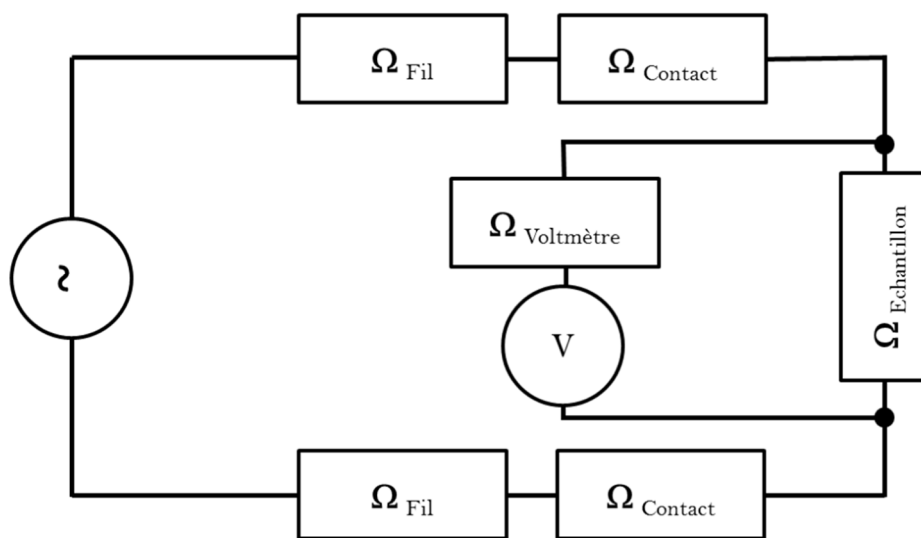 Ω Fil
Ω Contact
Ω Voltmètre
Ω Echantillon
~
V
Ω Fil
Ω Contact